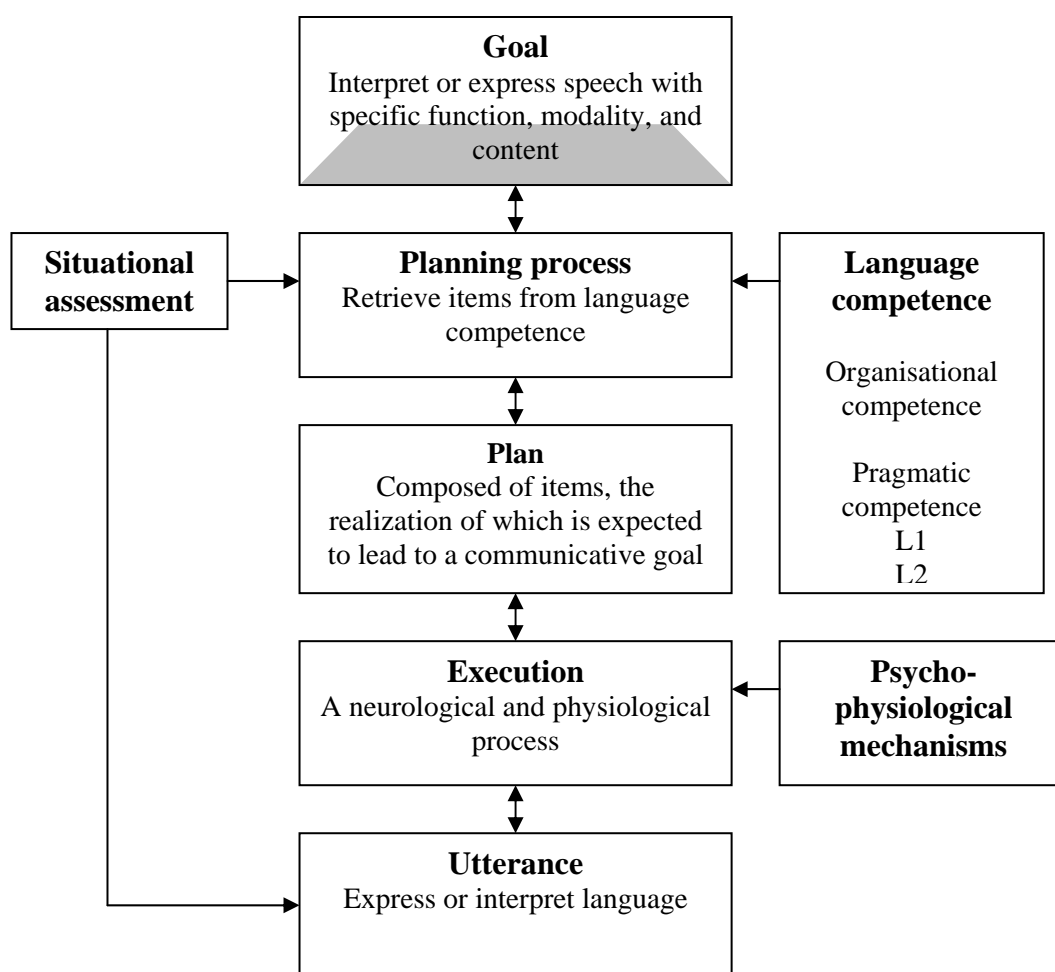 Goal
Interpret or express speech with
specific function, modality, and
content
Situational
assessment
Planning process
Retrieve items from language
competence
Language
competence
Organisational
competence
Pragmatic
competence
L1
L2
Plan
Composed of items, the
realization of which is expected
to lead to a communicative goal
Execution
A neurological and physiological
process
Psycho-
physiological
mechanisms
Utterance
Express or interpret language